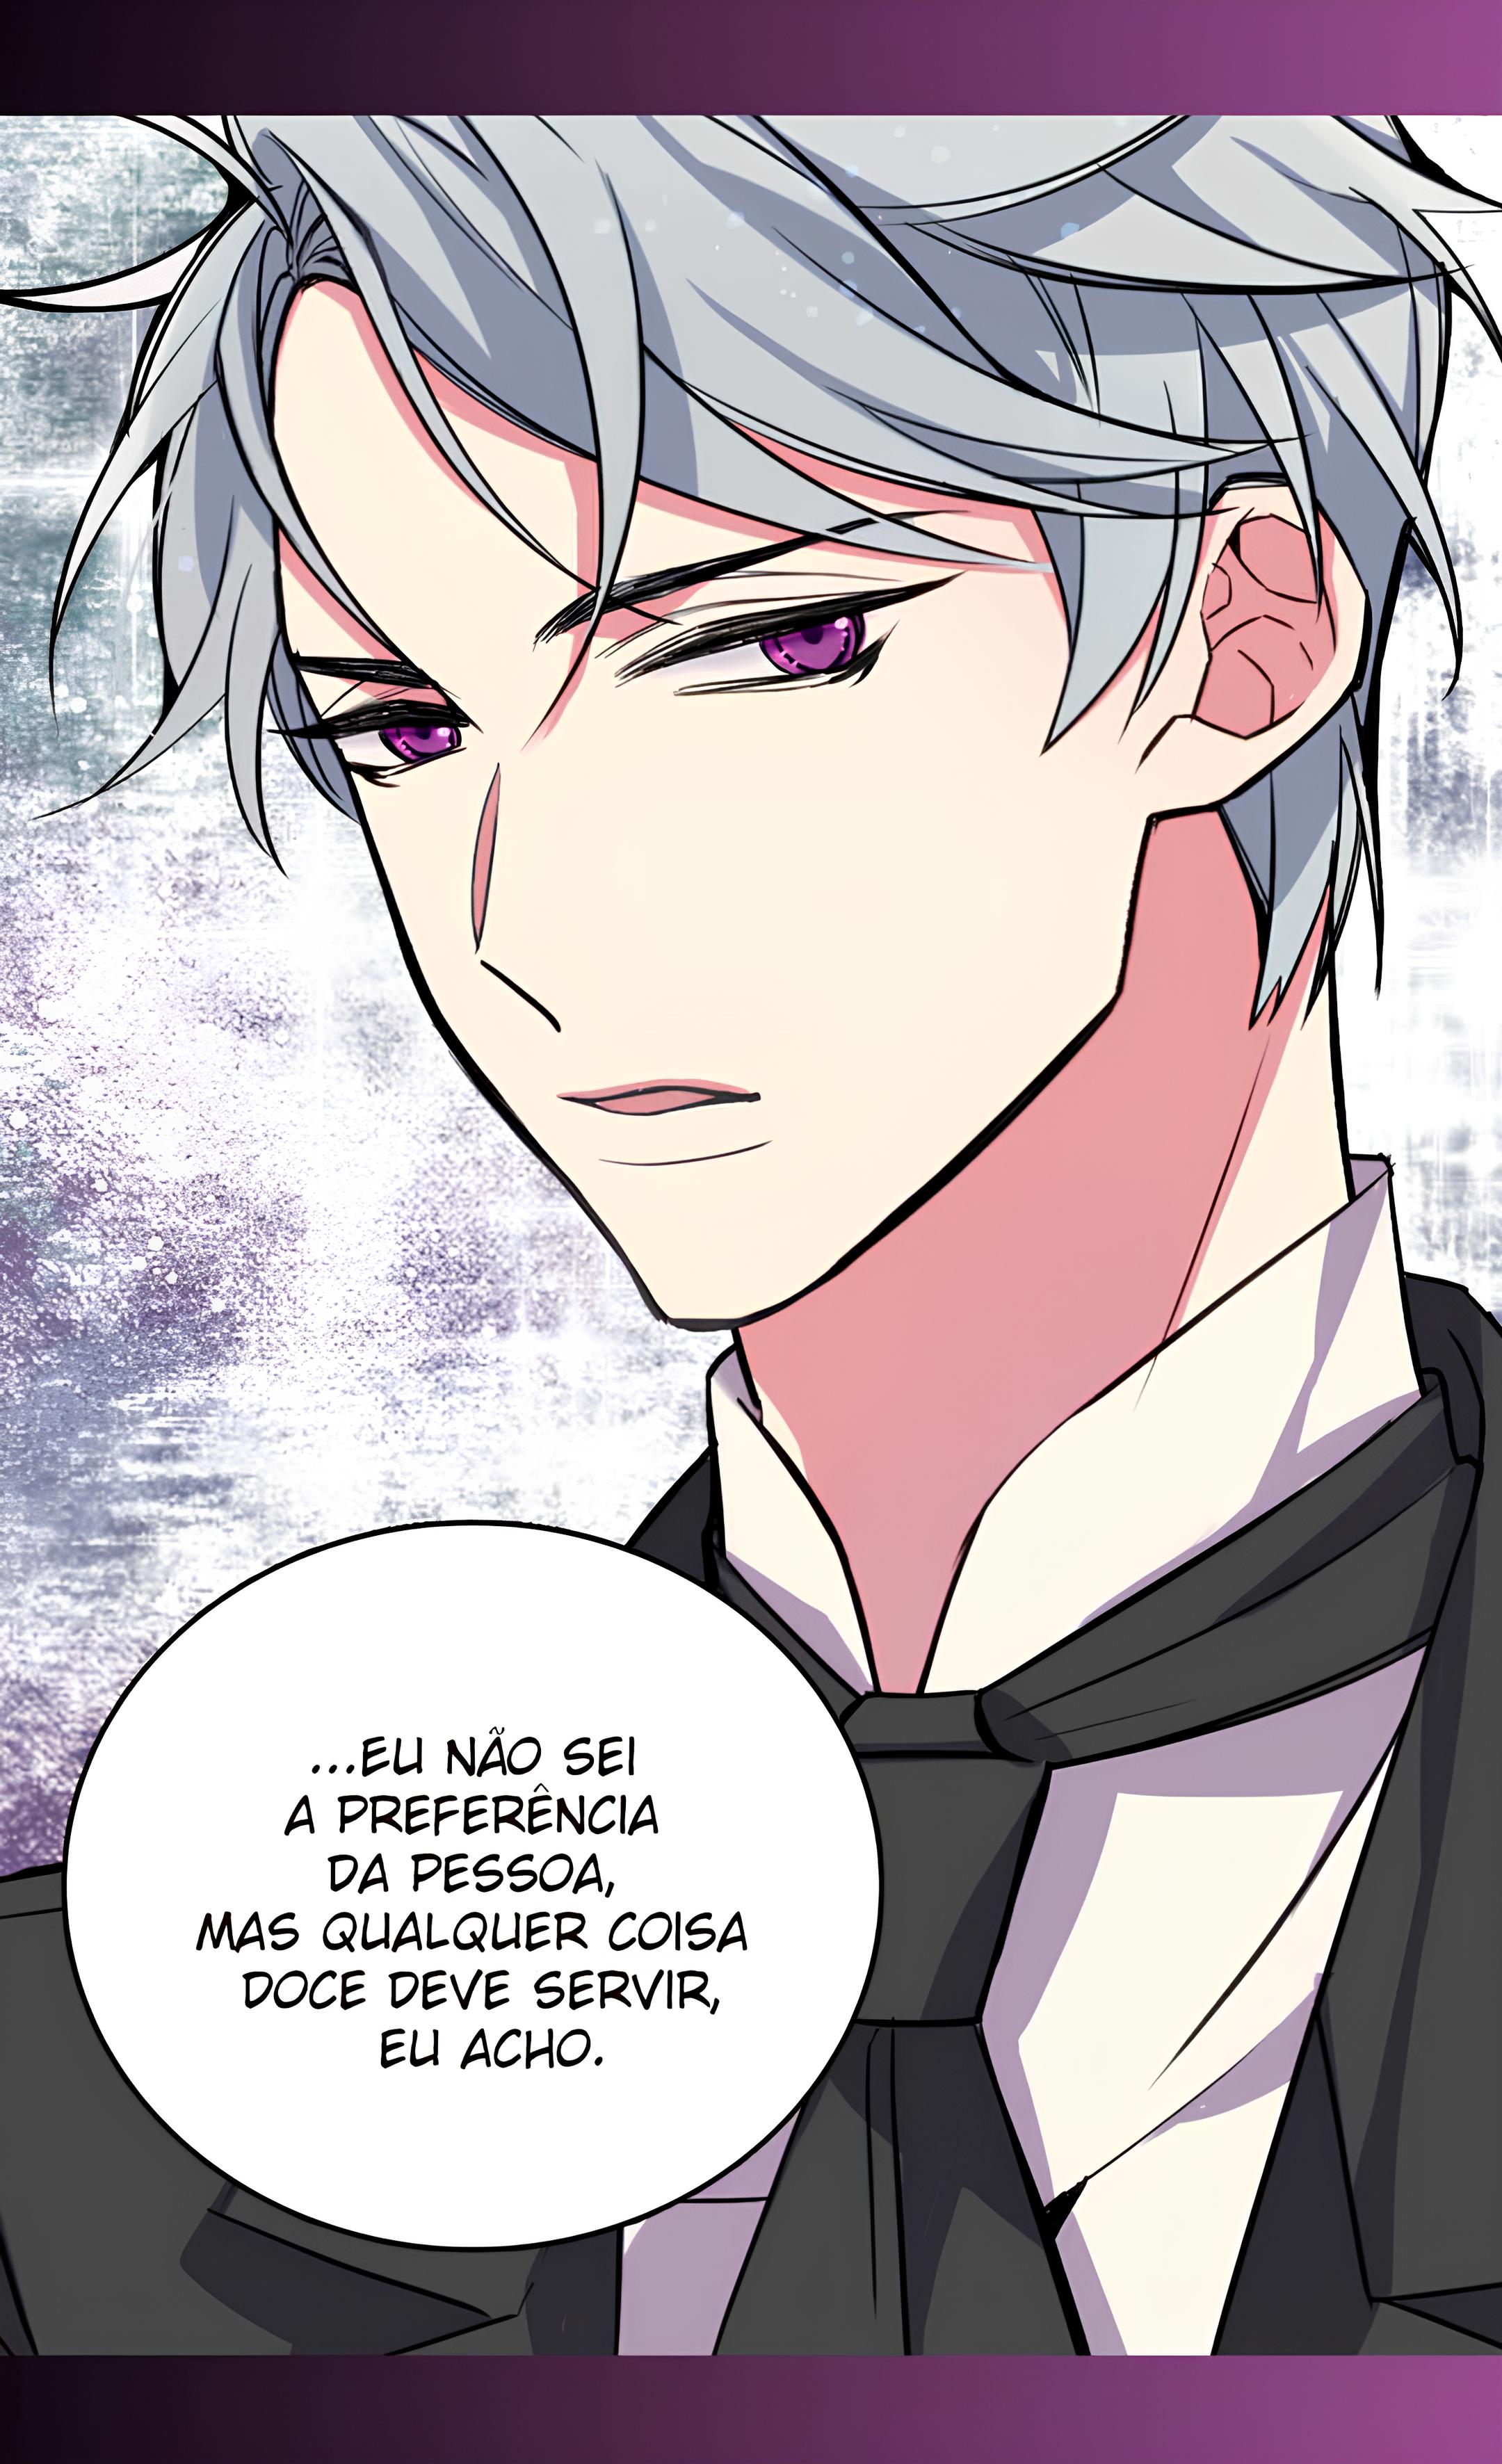 ...EU NÃO SEI
A PREFERÊNCIA
DA PESSOA,
MAS QUALQUER COISA
DOCE DEVE SERVIR,
EU ACHO.